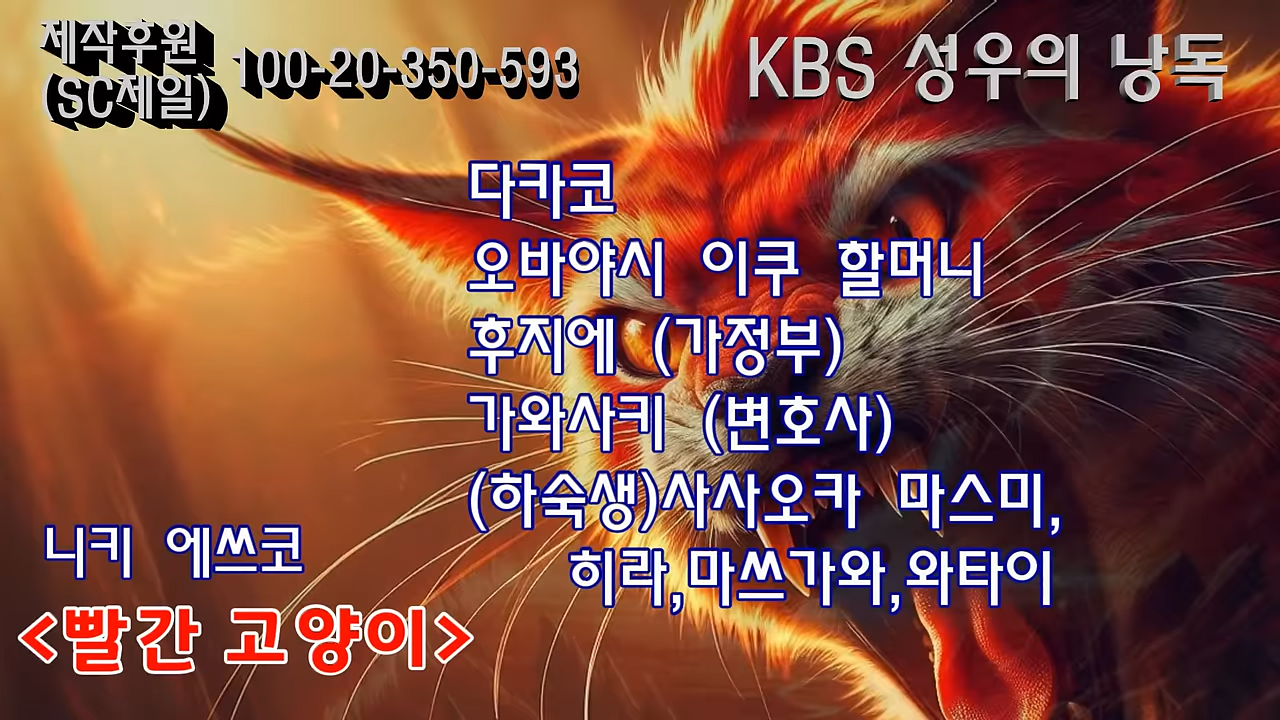 제작후원
(SC제일)
100-20-350-593
KBS 성우의 낭독
다카코
오바야시 이쿠 할머니
후지에 (가정부)
가와사키 (변호사)
(하숙생)사사오카 마스미,
히라,마쓰가와,와타이
니키 에쓰코
<빨간 고양이>